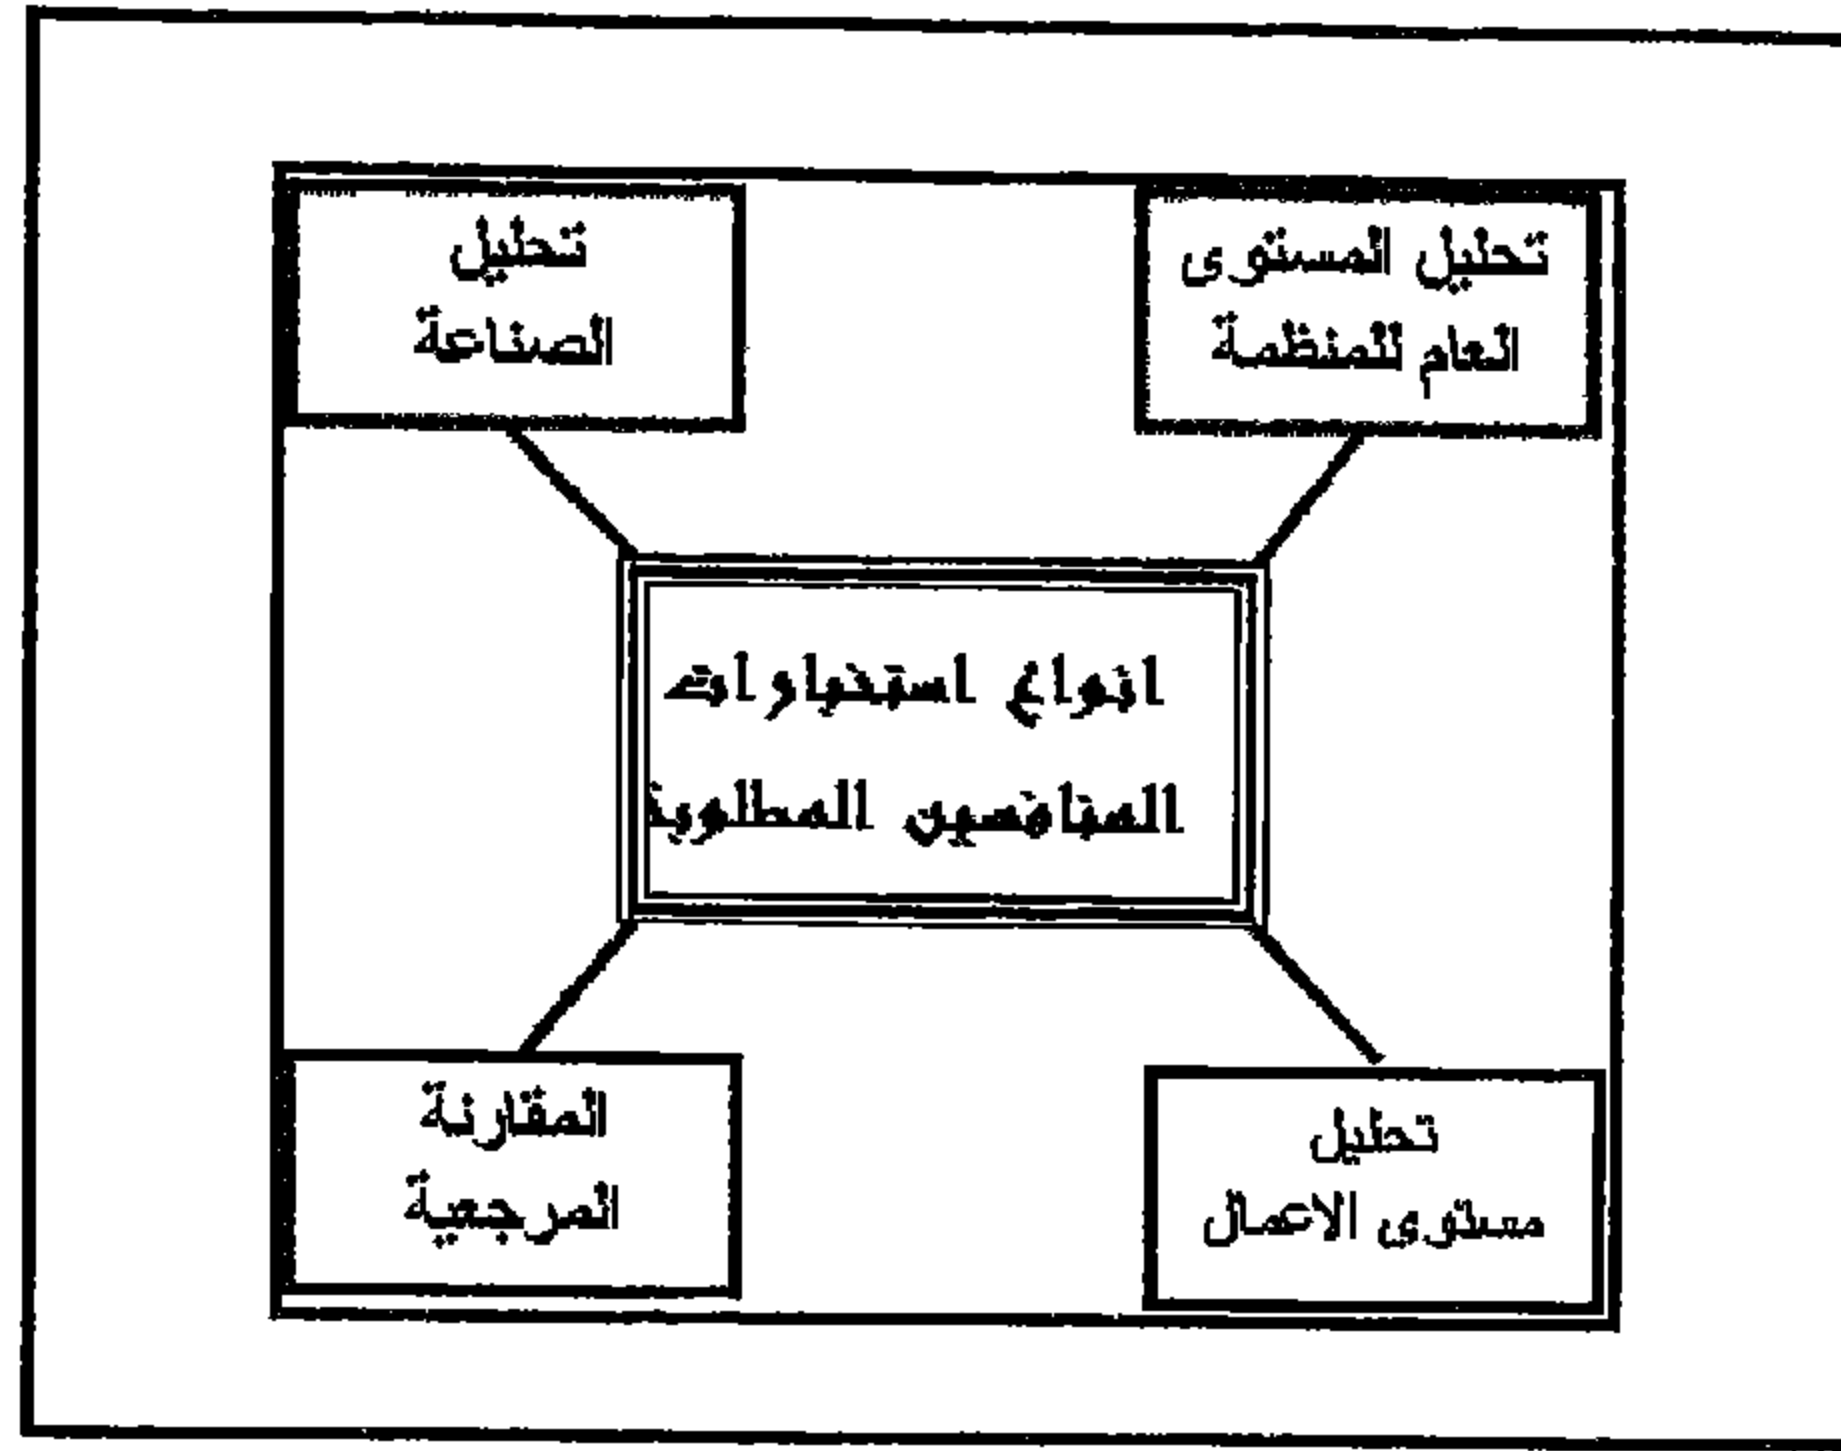 تحليل المستوى
العام للمنظمة
تحليل
الصناعة
انواع استخبارات
المنافسين المطلوبة
تحليل
مستوى الاعمال
المقارنة
المرجعية